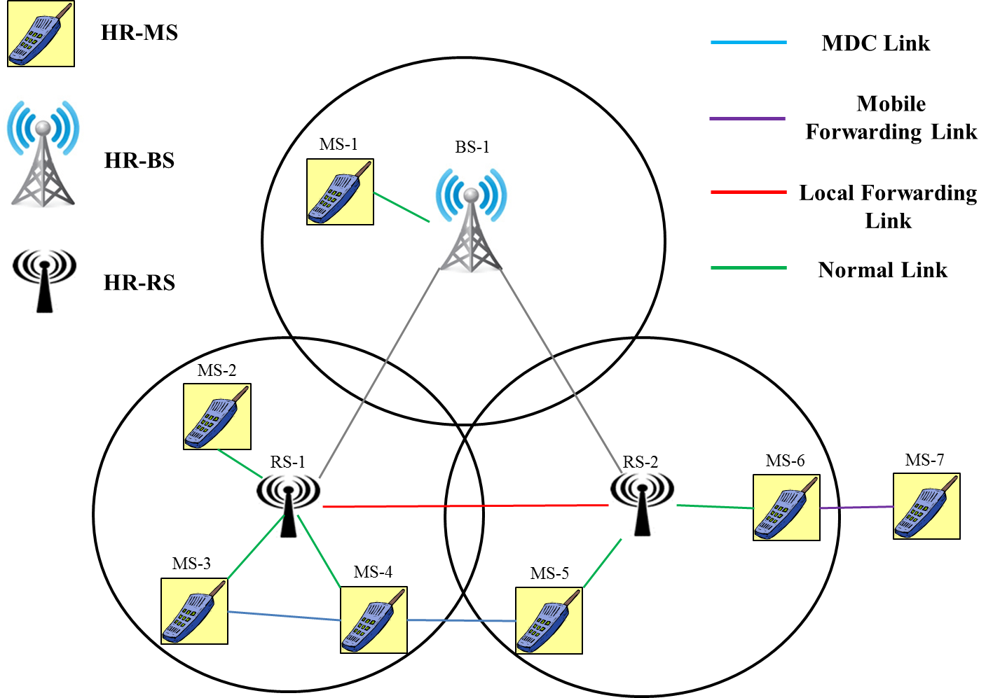 HR-MS
HR-BS
HR-RS
MDC Link
Mobile
Forwarding Link
Local Forwarding
Link
Normal Link
MS-1
BS-1
MS-2
RS-1
RS-2
MS-6
MS-7
MS-3
MS-4
MS-5